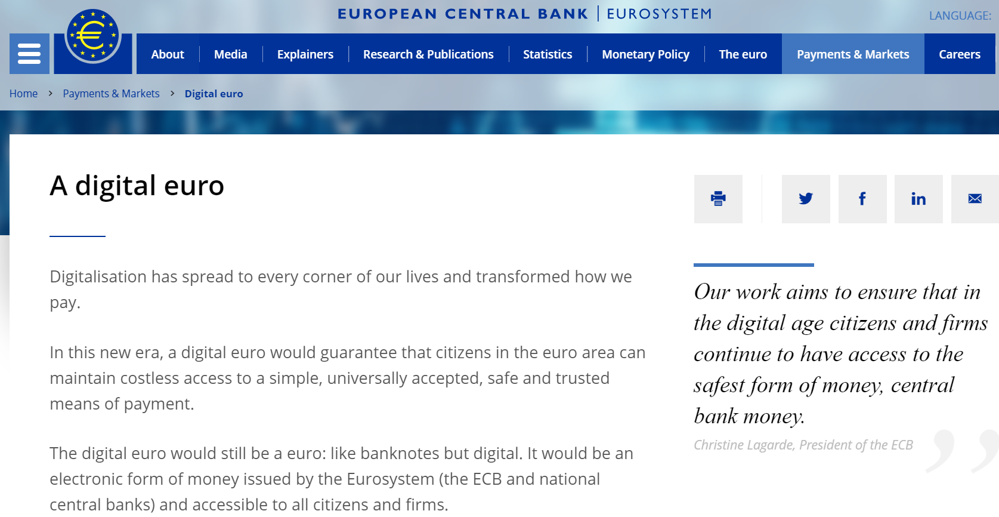 EUROPEAN CENTRAL BANK | EUROSYSTEM
LANGUAGE:
€
About
Media
Explainers
Research & Publications
Statistics
Monetary Policy
The euro
Payments & Markets
Careers
Home > Payments & Markets > Digital euro
A digital euro
Digitalisation has spread to every corner of our lives and transformed how we
pay.
In this new era, a digital euro would guarantee that citizens in the euro area can
maintain costless access to a simple, universally accepted, safe and trusted
means of payment.
The digital euro would still be a euro: like banknotes but digital. It would be an
electronic form of money issued by the Eurosystem (the ECB and national
central banks) and accessible to all citizens and firms.
f
in
Our work aims to ensure that in
the digital age citizens and firms
continue to have access to the
safest form of money, central
bank money.
Christine Lagarde, President of the ECB
”